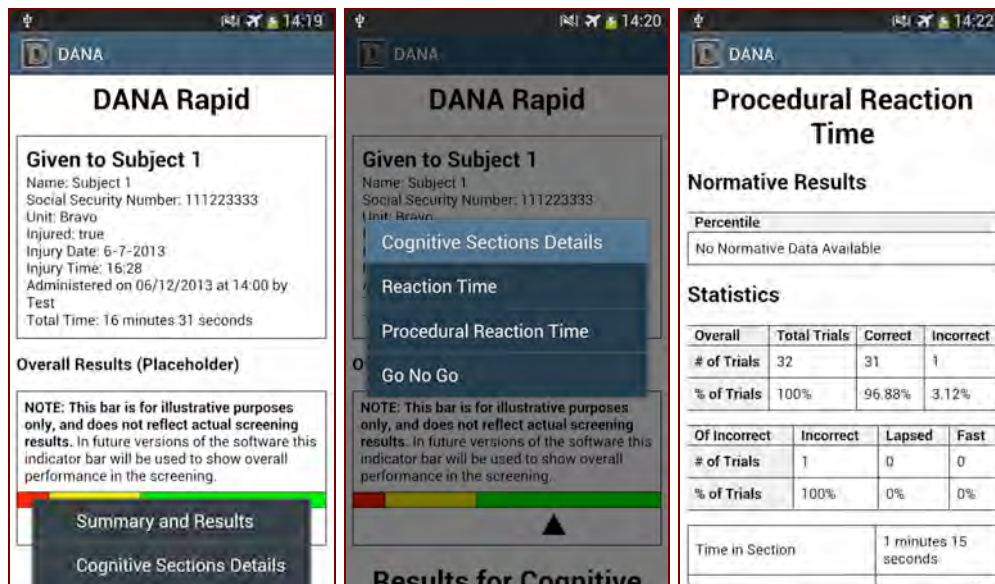 14:19
DANA
DANA Rapid
Given to Subject 1
Name: Subject 1
Social Security Number: 111223333
Unit: Bravo
Injured: true
Injury Date: 6-7-2013
Injury Time: 16:28
Administered on 06/12/2013 at 14:00 by
Test
Total Time: 16 minutes 31 seconds
Overall Results (Placeholder)
NOTE: This bar is for illustrative purposes
only, and does not reflect actual screening
results. In future versions of the software this
indicator bar will be used to show overall
performance in the screening.
Summary and Results
Cognitive Sections Details
14:20
DANA
DANA Rapid
Given to Subject 1
Name: Subject 1
Social Security Number: 111223333
Unit: Bravo
Cognitive Sections Details
Reaction Time
Procedural Reaction Time
Go No Go
NOTE: This bar is for illustrative purposes
only, and does not reflect actual screening
results. In future versions of the software this
indicator bar will be used to show overall
performance in the screening.
Results for Cognitive
14:22
DANA
Procedural Reaction
Time
Normative Results
Percentile
No Normative Data Available
Statistics
Overall Total Trials Correct Incorrect
# of Trials 32 31 1
% of Trials 100% 96.88% 3.12%
Of Incorrect Incorrect Lapsed Fast
# of Trials 1 0 0
% of Trials 100% 0% 0%
Time in Section 1 minutes 15
seconds